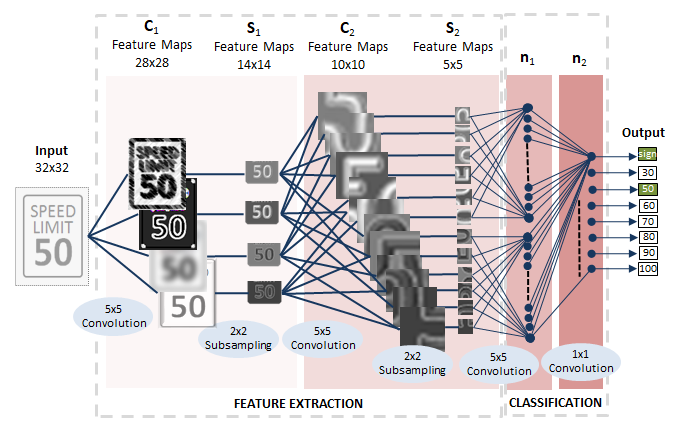 C1
Feature Maps
28x28
S1
Feature Maps
14x14
C2
Feature Maps
10x10
S2
Feature Maps
5x5
n1
n2
Input
32x32
Output
SPEED
LIMIT
50
SPEED
LIMIT
50
50
50
50
50
50
50
50
sign
30
50
60
70
80
90
100
5x5
Convolution
2x2
Subsampling
5x5
Convolution
2x2
Subsampling
5x5
Convolution
1x1
Convolution
FEATURE EXTRACTION
CLASSIFICATION